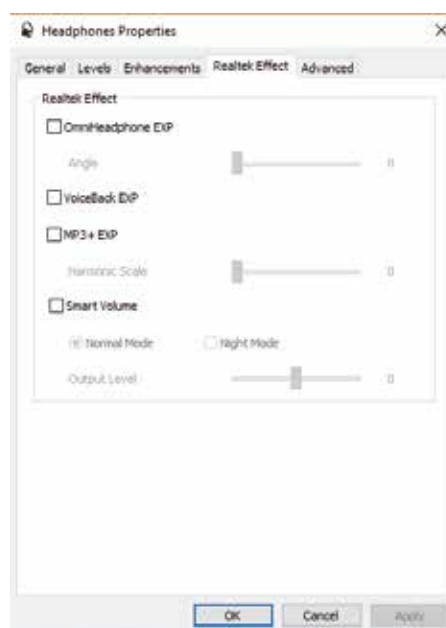 Headphones Properties
General Levels Enhancements Realtek Effect Advanced
Realtek Effect
OmniHeadphone EXP
Angle 0
VoiceBack EXP
MP3+ EXP
Harmonic Scale 0
Smart Volume
Normal Mode Night Mode
Output Level 0
OK Cancel Apply